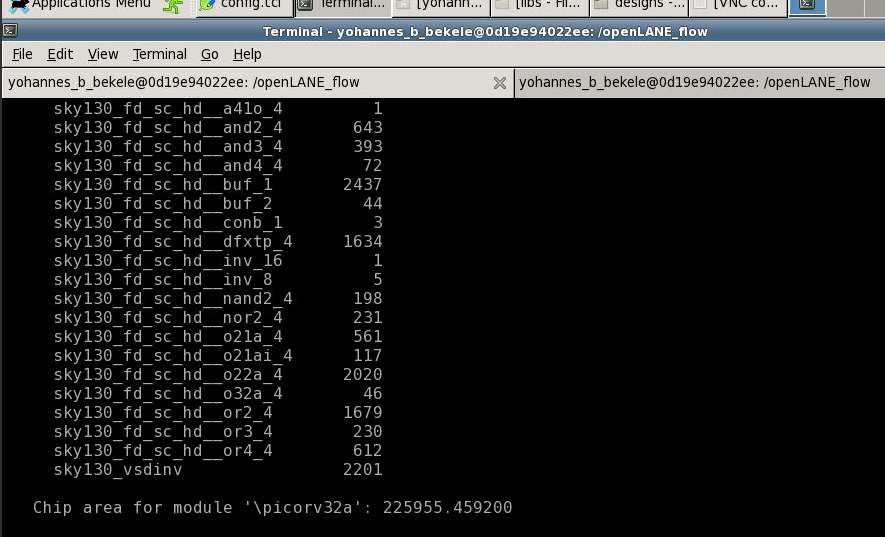 Applications Menu config.tcl Terminal... [yohann... [libs - Fil... designs -... [VNC co...
Terminal - yohannes_b_bekele@0d19e94022ee: /openLANE_flow
File Edit View Terminal Go Help
yohannes_b_bekele@0d19e94022ee: /openLANE_flow yohannes_b_bekele@0d19e94022ee: /openLANE_flow
sky130_fd_sc_hd__a41o_4 1
sky130_fd_sc_hd__and2_4 643
sky130_fd_sc_hd__and3_4 393
sky130_fd_sc_hd__and4_4 72
sky130_fd_sc_hd__buf_1 2437
sky130_fd_sc_hd__buf_2 44
sky130_fd_sc_hd__conb_1 3
sky130_fd_sc_hd__dfxtp_4 1634
sky130_fd_sc_hd__inv_16 1
sky130_fd_sc_hd__inv_8 5
sky130_fd_sc_hd__nand2_4 198
sky130_fd_sc_hd__nor2_4 231
sky130_fd_sc_hd__o21a_4 561
sky130_fd_sc_hd__o21ai_4 117
sky130_fd_sc_hd__o22a_4 2020
sky130_fd_sc_hd__o32a_4 46
sky130_fd_sc_hd__or2_4 1679
sky130_fd_sc_hd__or3_4 230
sky130_fd_sc_hd__or4_4 612
sky130_vsdinv 2201
Chip area for module '\picorv32a': 225955.459200